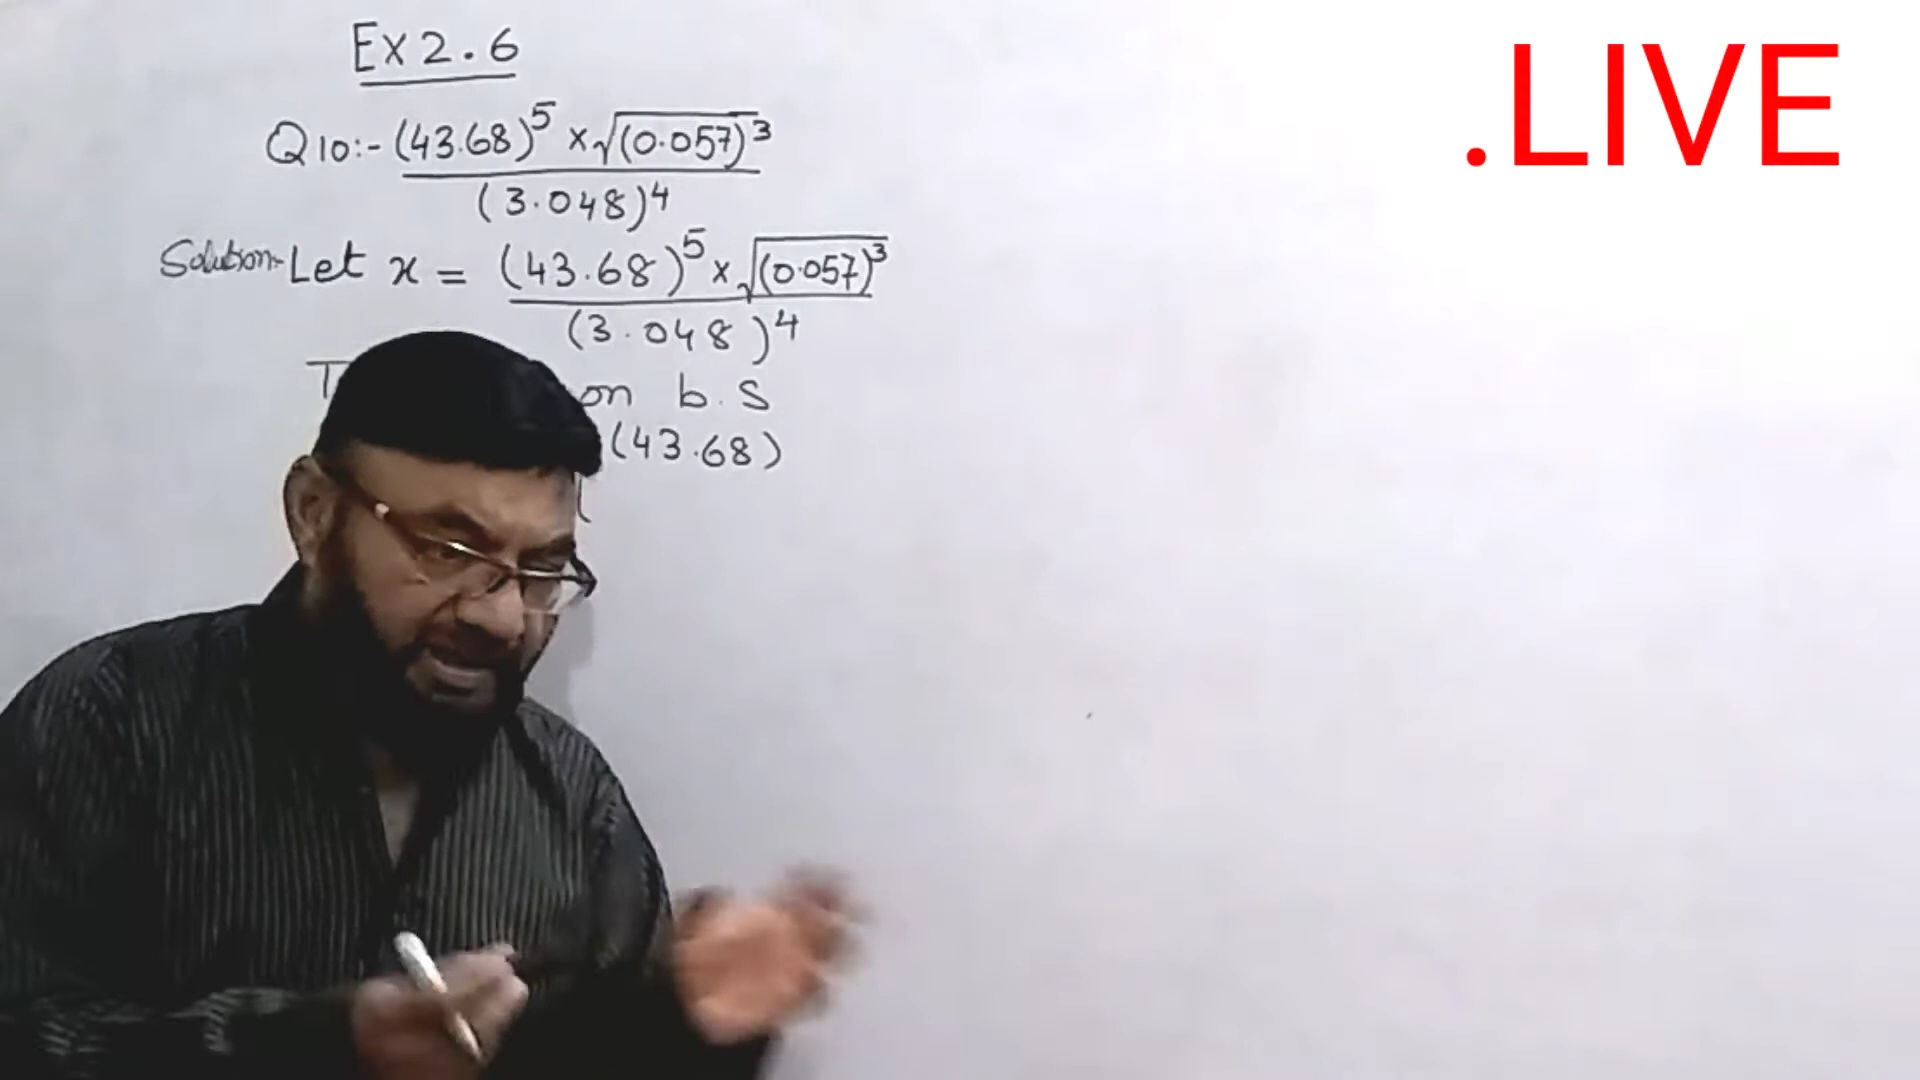 Ex 2.6
.LIVE
Q10:- (43.68)^5 × √(0.057)^3
(3.048)^4
Solution:- Let x = (43.68)^5 × √(0.057)^3
(3.048)^4
on b.s
(43.68)